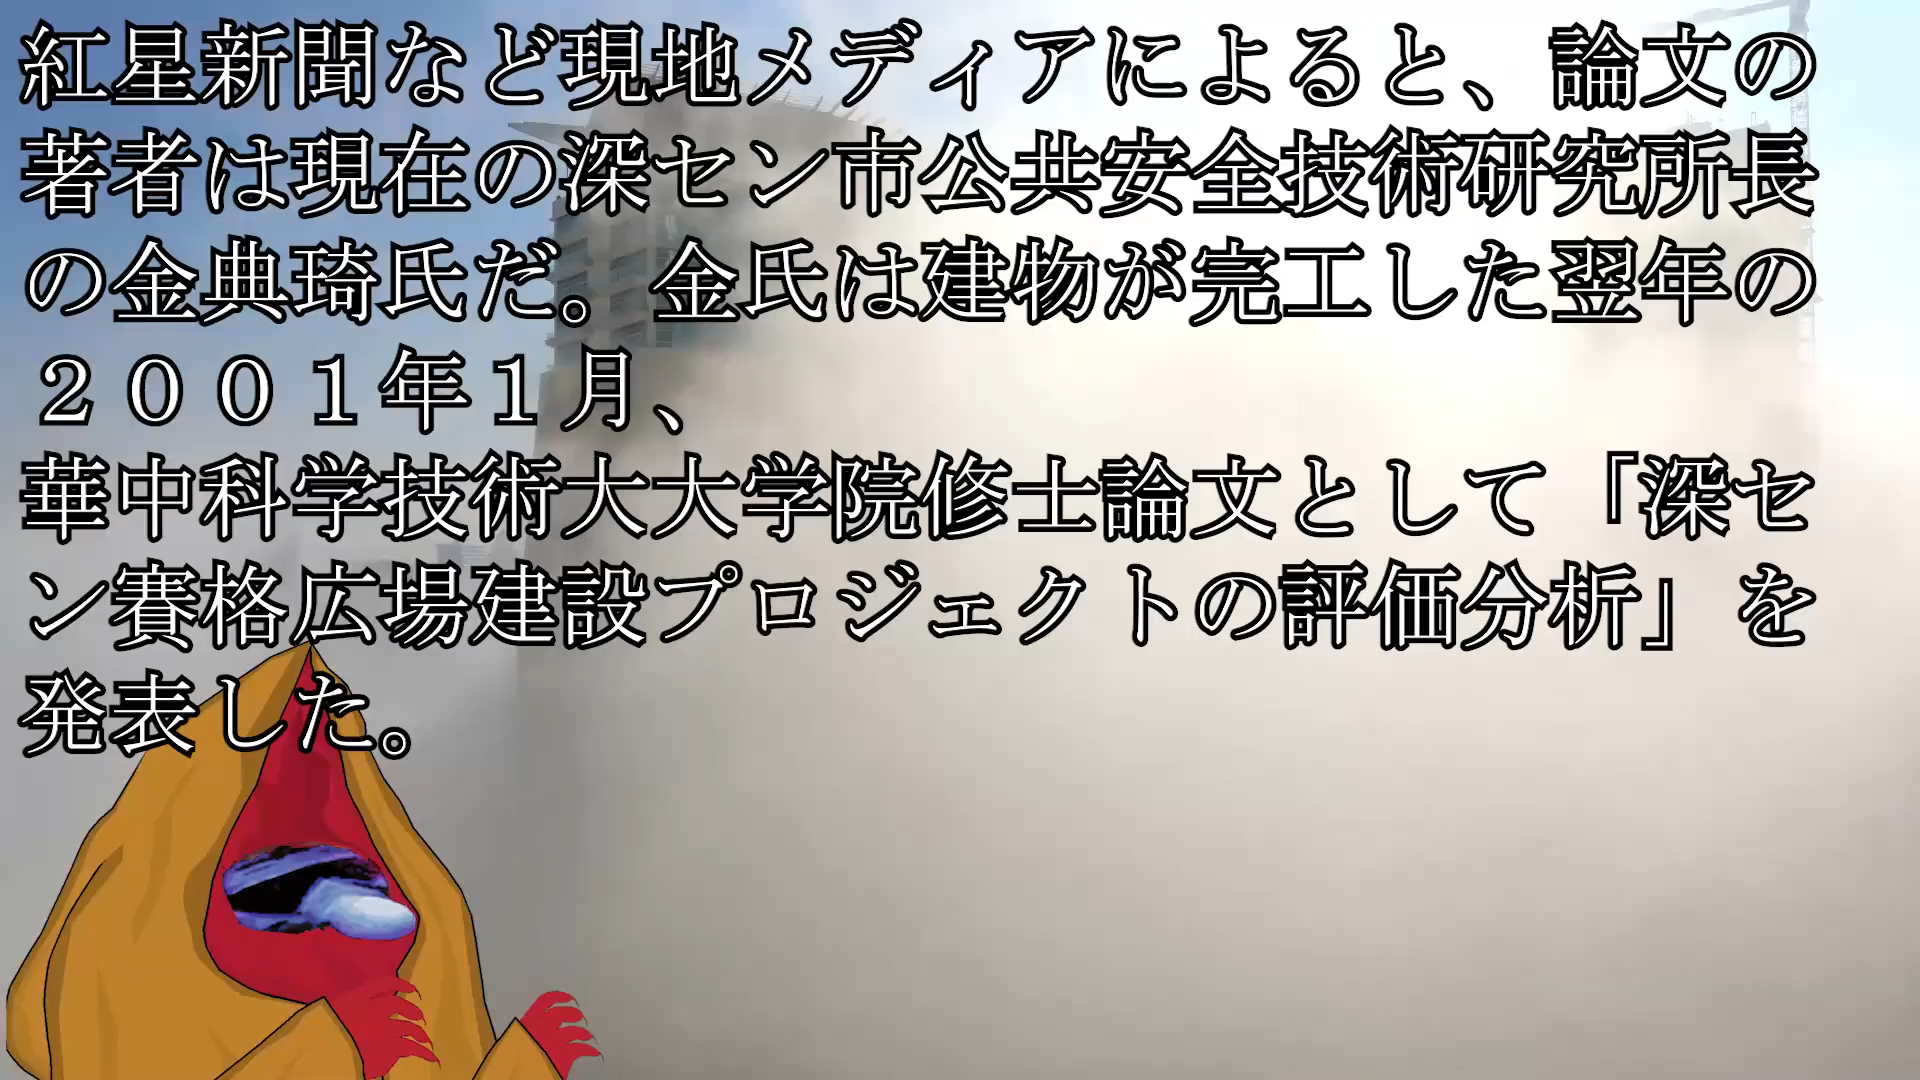 紅星新聞など現地メディアによると、論文の
著者は現在の深セン市公共安全技術研究所長
の金典琦氏だ。金氏は建物が完工した翌年の
２００１年１月、
華中科学技術大大学院修士論文として「深セ
ン賽格広場建設プロジェクトの評価分析」を
発表した。